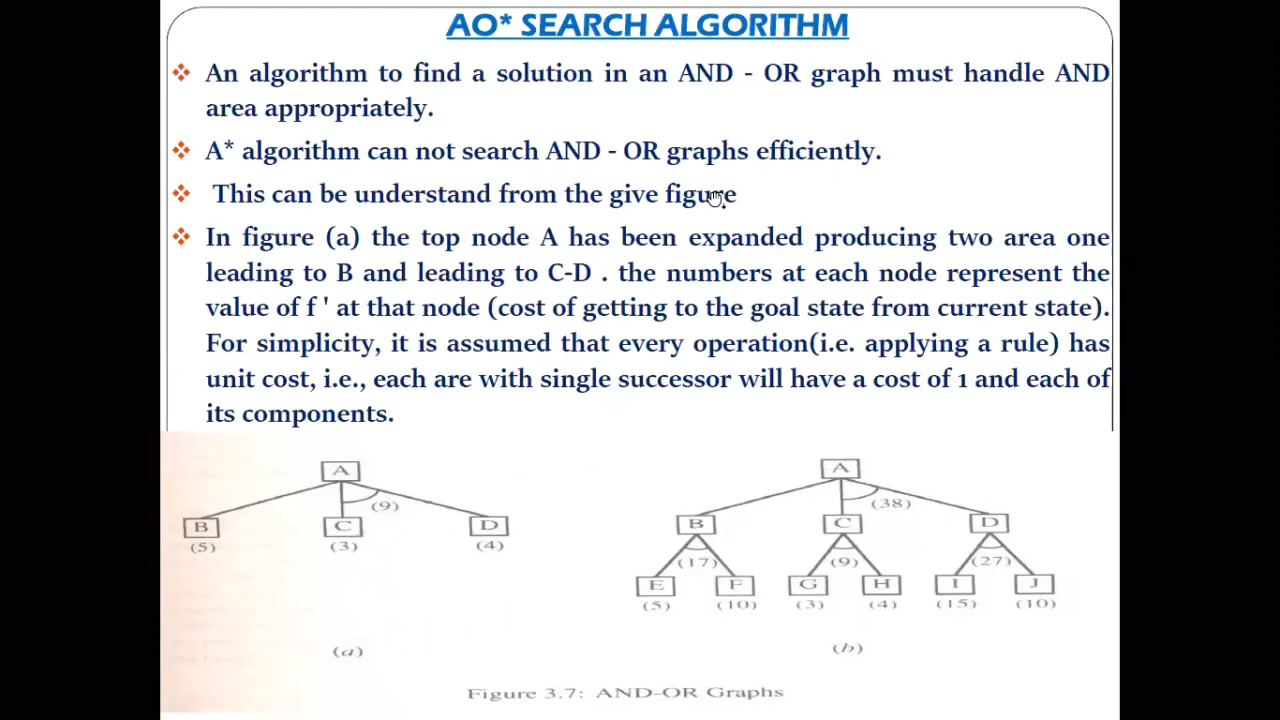 AO* SEARCH ALGORITHM
An algorithm to find a solution in an AND - OR graph must handle AND
area appropriately.
A* algorithm can not search AND - OR graphs efficiently.
This can be understand from the give figure
In figure (a) the top node A has been expanded producing two area one
leading to B and leading to C-D . the numbers at each node represent the
value of f ' at that node (cost of getting to the goal state from current state).
For simplicity, it is assumed that every operation(i.e. applying a rule) has
unit cost, i.e., each are with single successor will have a cost of 1 and each of
its components.
A A
(9) (38)
B C D B C D
(5) (3) (4) (17) (9) (27)
E F G H I J
(5) (10) (3) (4) (15) (10)
(a) (b)
Figure 3.7: AND-OR Graphs